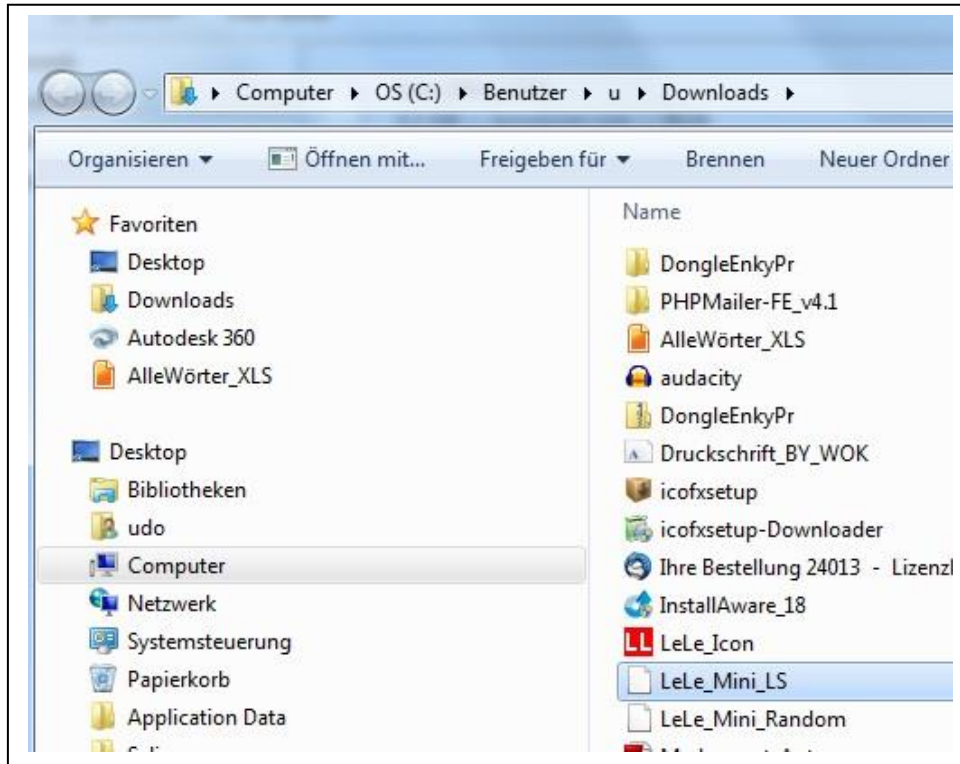 Computer ▸ OS (C:) ▸ Benutzer ▸ u ▸ Downloads ▸
Organisieren Öffnen mit... Freigeben für Brennen Neuer Ordner
Favoriten
Desktop
Downloads
Autodesk 360
AlleWörter_XLS
Desktop
Bibliotheken
udo
Computer
Netzwerk
Systemsteuerung
Papierkorb
Application Data
Name
DongleEnkyPr
PHPMailer-FE_v4.1
AlleWörter_XLS
audacity
DongleEnkyPr
Druckschrift_BY_WOK
icofxsetup
icofxsetup-Downloader
Ihre Bestellung 24013 - Lizenz
InstallAware_18
LL LeLe_Icon
LeLe_Mini_LS
LeLe_Mini_Random